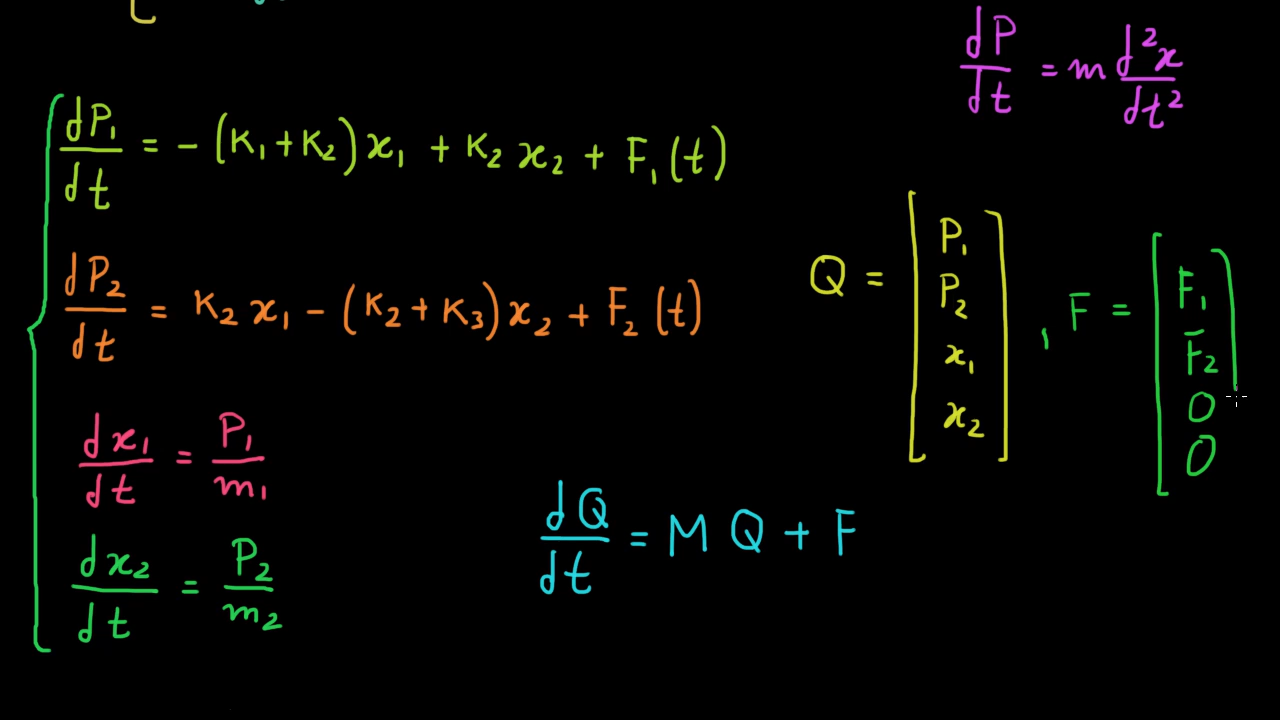 dP/dt = m d²x/dt²
dP₁/dt = -(K₁+K₂)x₁ + K₂x₂ + F₁(t)
dP₂/dt = K₂x₁ - (K₂+K₃)x₂ + F₂(t)
Q = [P₁ P₂ x₁ x₂], F = [F₁ F₂ 0 0]
dx₁/dt = P₁/m₁
dQ/dt = MQ + F
dx₂/dt = P₂/m₂